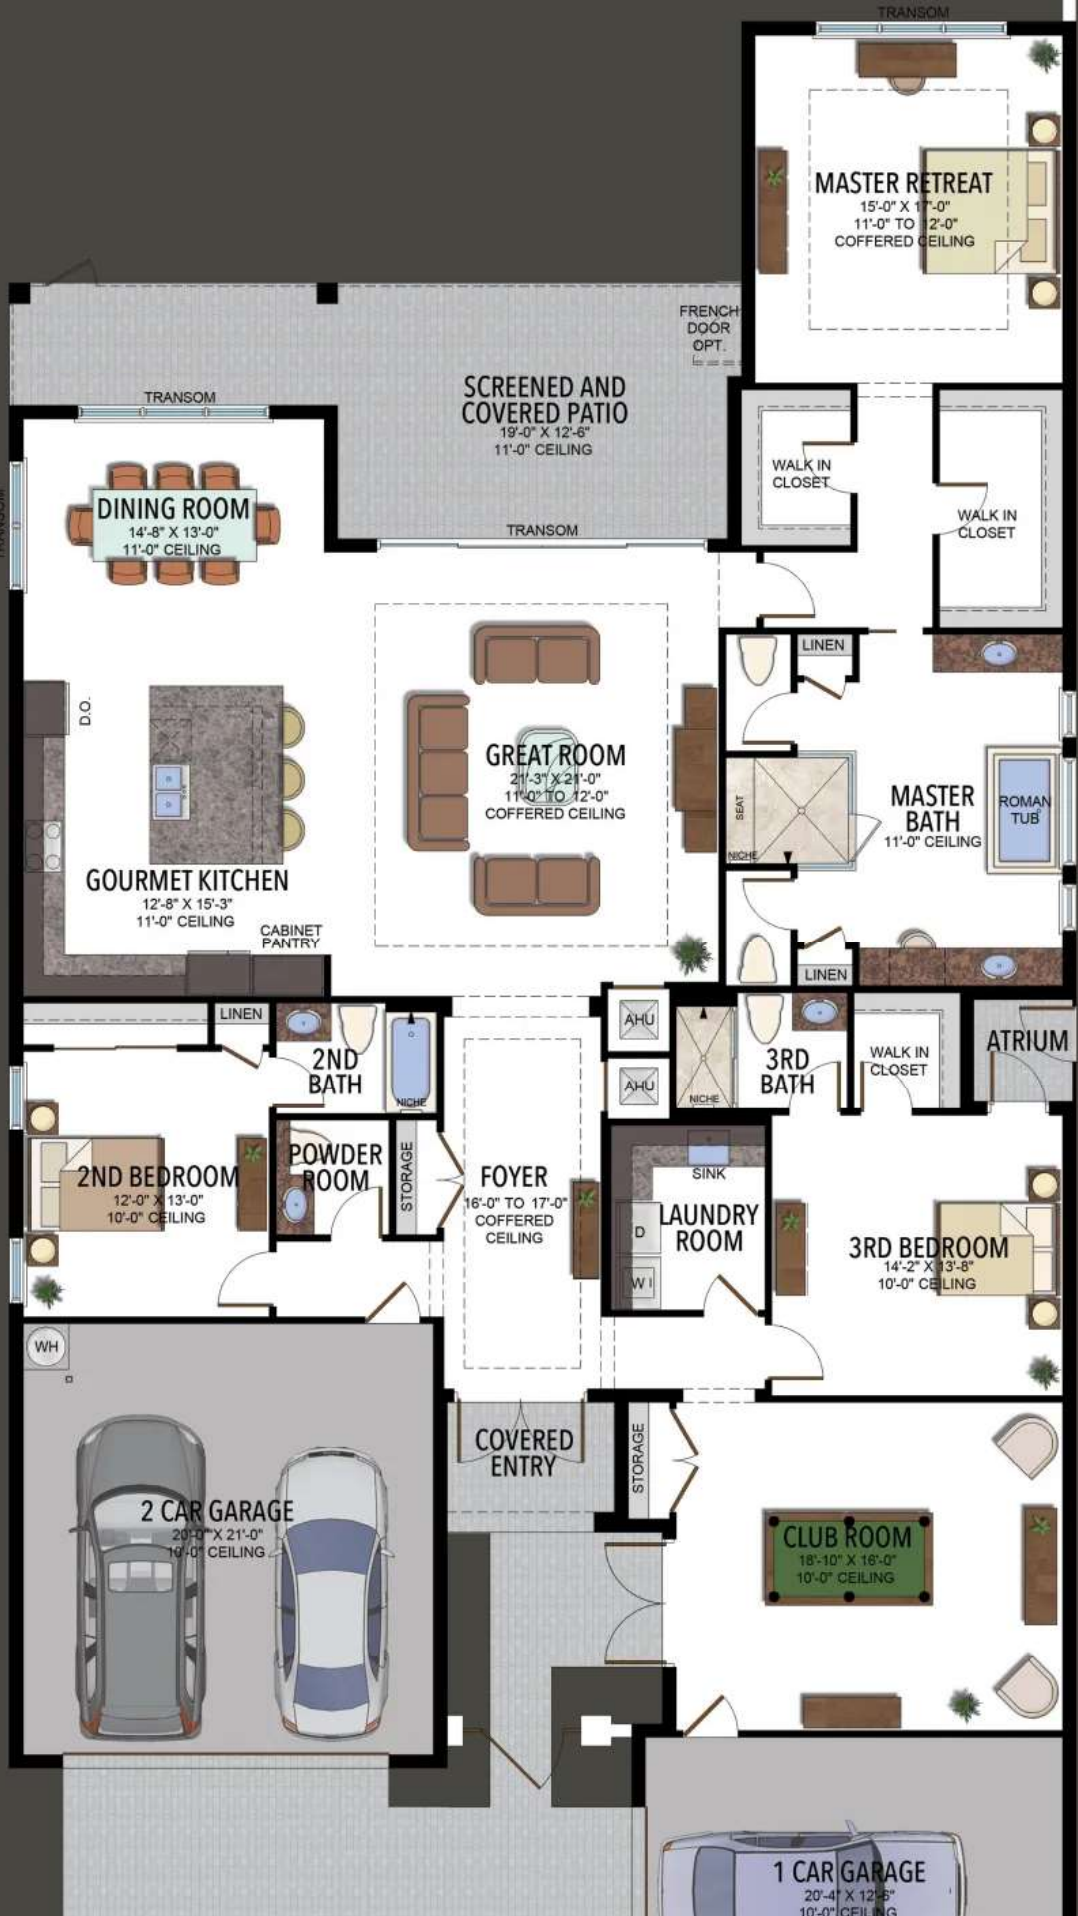 TRANSOM
MASTER RETREAT
15'-0" X 17'-0"
11'-0" TO 12'-0"
COFFERED CEILING
FRENCH
DOOR
OPT.
SCREENED AND
COVERED PATIO
19'-0" X 12'-6"
11'-0" CEILING
TRANSOM
TRANSOM
TRANSOM
WALK IN
CLOSET
WALK IN
CLOSET
DINING ROOM
14'-8" X 13'-0"
11'-0" CEILING
LINEN
D.O.
GREAT ROOM
21'-3" X 21'-0"
11'-0" TO 12'-0"
COFFERED CEILING
SEAT
NICHE
MASTER
BATH
11'-0" CEILING
ROMAN
TUB
GOURMET KITCHEN
12'-8" X 15'-3"
11'-0" CEILING
CABINET
PANTRY
LINEN
LINEN
2ND
BATH
NICHE
AHU
AHU
NICHE
3RD
BATH
WALK IN
CLOSET
ATRIUM
2ND BEDROOM
12'-0" X 13'-0"
10'-0" CEILING
POWDER
ROOM
STORAGE
FOYER
16'-0" TO 17'-0"
COFFERED
CEILING
SINK
LAUNDRY
ROOM
D
W
3RD BEDROOM
14'-2" X 13'-8"
10'-0" CEILING
WH
COVERED
ENTRY
STORAGE
2 CAR GARAGE
20'-0" X 21'-0"
10'-0" CEILING
CLUB ROOM
18'-10" X 16'-0"
10'-0" CEILING
1 CAR GARAGE
20'-4" X 12'-6"
10'-0" CEILING